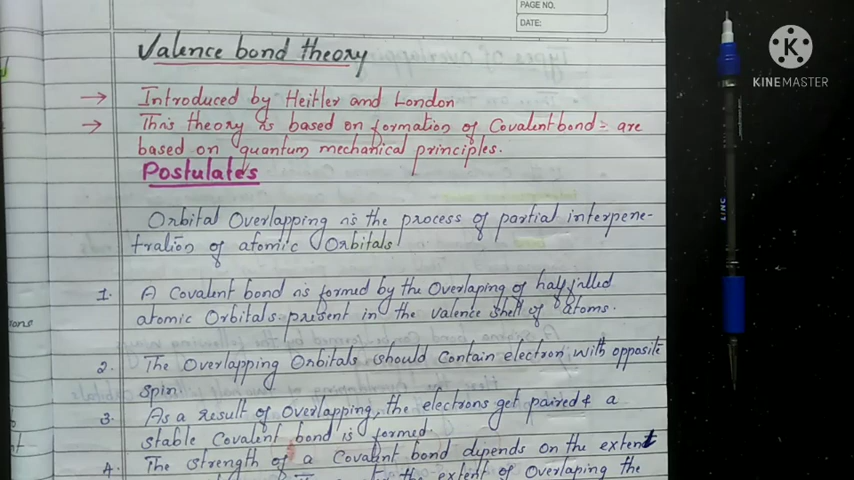 PAGE NO.
DATE:
Valence bond theory
→ Introduced by Heitler and London
→ This theory is based on formation of Covalent bond = are
based on quantum mechanical principles.
Postulates
Orbital Overlapping is the process of partial interpene-
tration of atomic Orbitals
1. A Covalent bond is formed by the Overlaping of half filled
atomic Orbitals present in the valence shell of atoms.
2. The Overlapping Orbitals should contain electron with opposite
spin
3. As a result of Overlapping, the electrons get paired & a
stable Covalent bond is formed.
4. The strength of a Covalent bond depends on the extent
the extent of Overlaping the
K
KINEMASTER
LINC